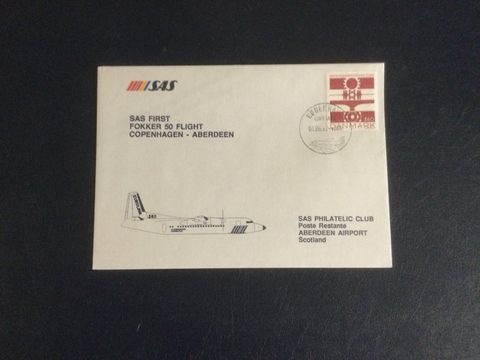 SAS
SAS FIRST
FOKKER 50 FLIGHT
COPENHAGEN - ABERDEEN
DANMARK
SAS PHILATELIC CLUB
Poste Restante
ABERDEEN AIRPORT
Scotland